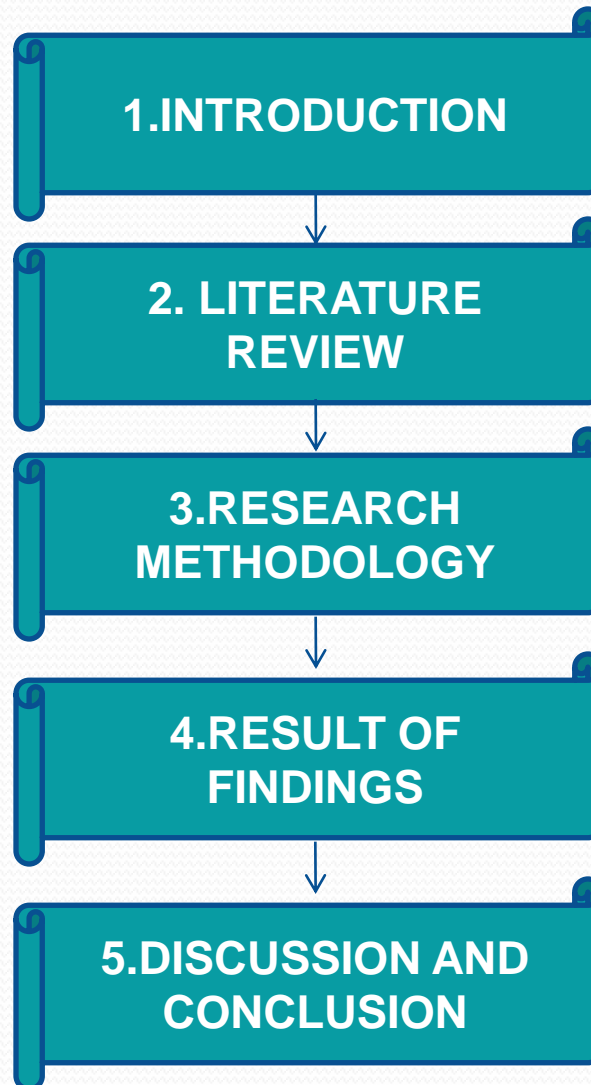 1.INTRODUCTION
2. LITERATURE
REVIEW
3.RESEARCH
METHODOLOGY
4.RESULT OF
FINDINGS
5.DISCUSSION AND
CONCLUSION